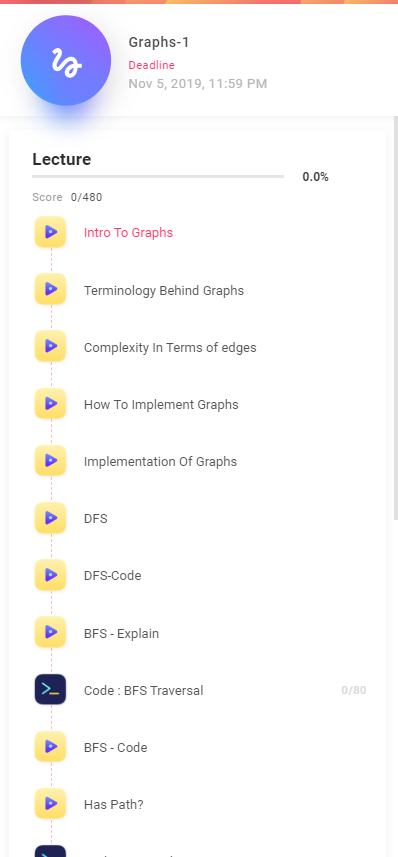 Graphs-1
Deadline
Nov 5, 2019, 11:59 PM
Lecture
0.0%
Score 0/480
Intro To Graphs
Terminology Behind Graphs
Complexity In Terms of edges
How To Implement Graphs
Implementation Of Graphs
DFS
DFS-Code
BFS - Explain
Code : BFS Traversal 0/80
BFS - Code
Has Path?